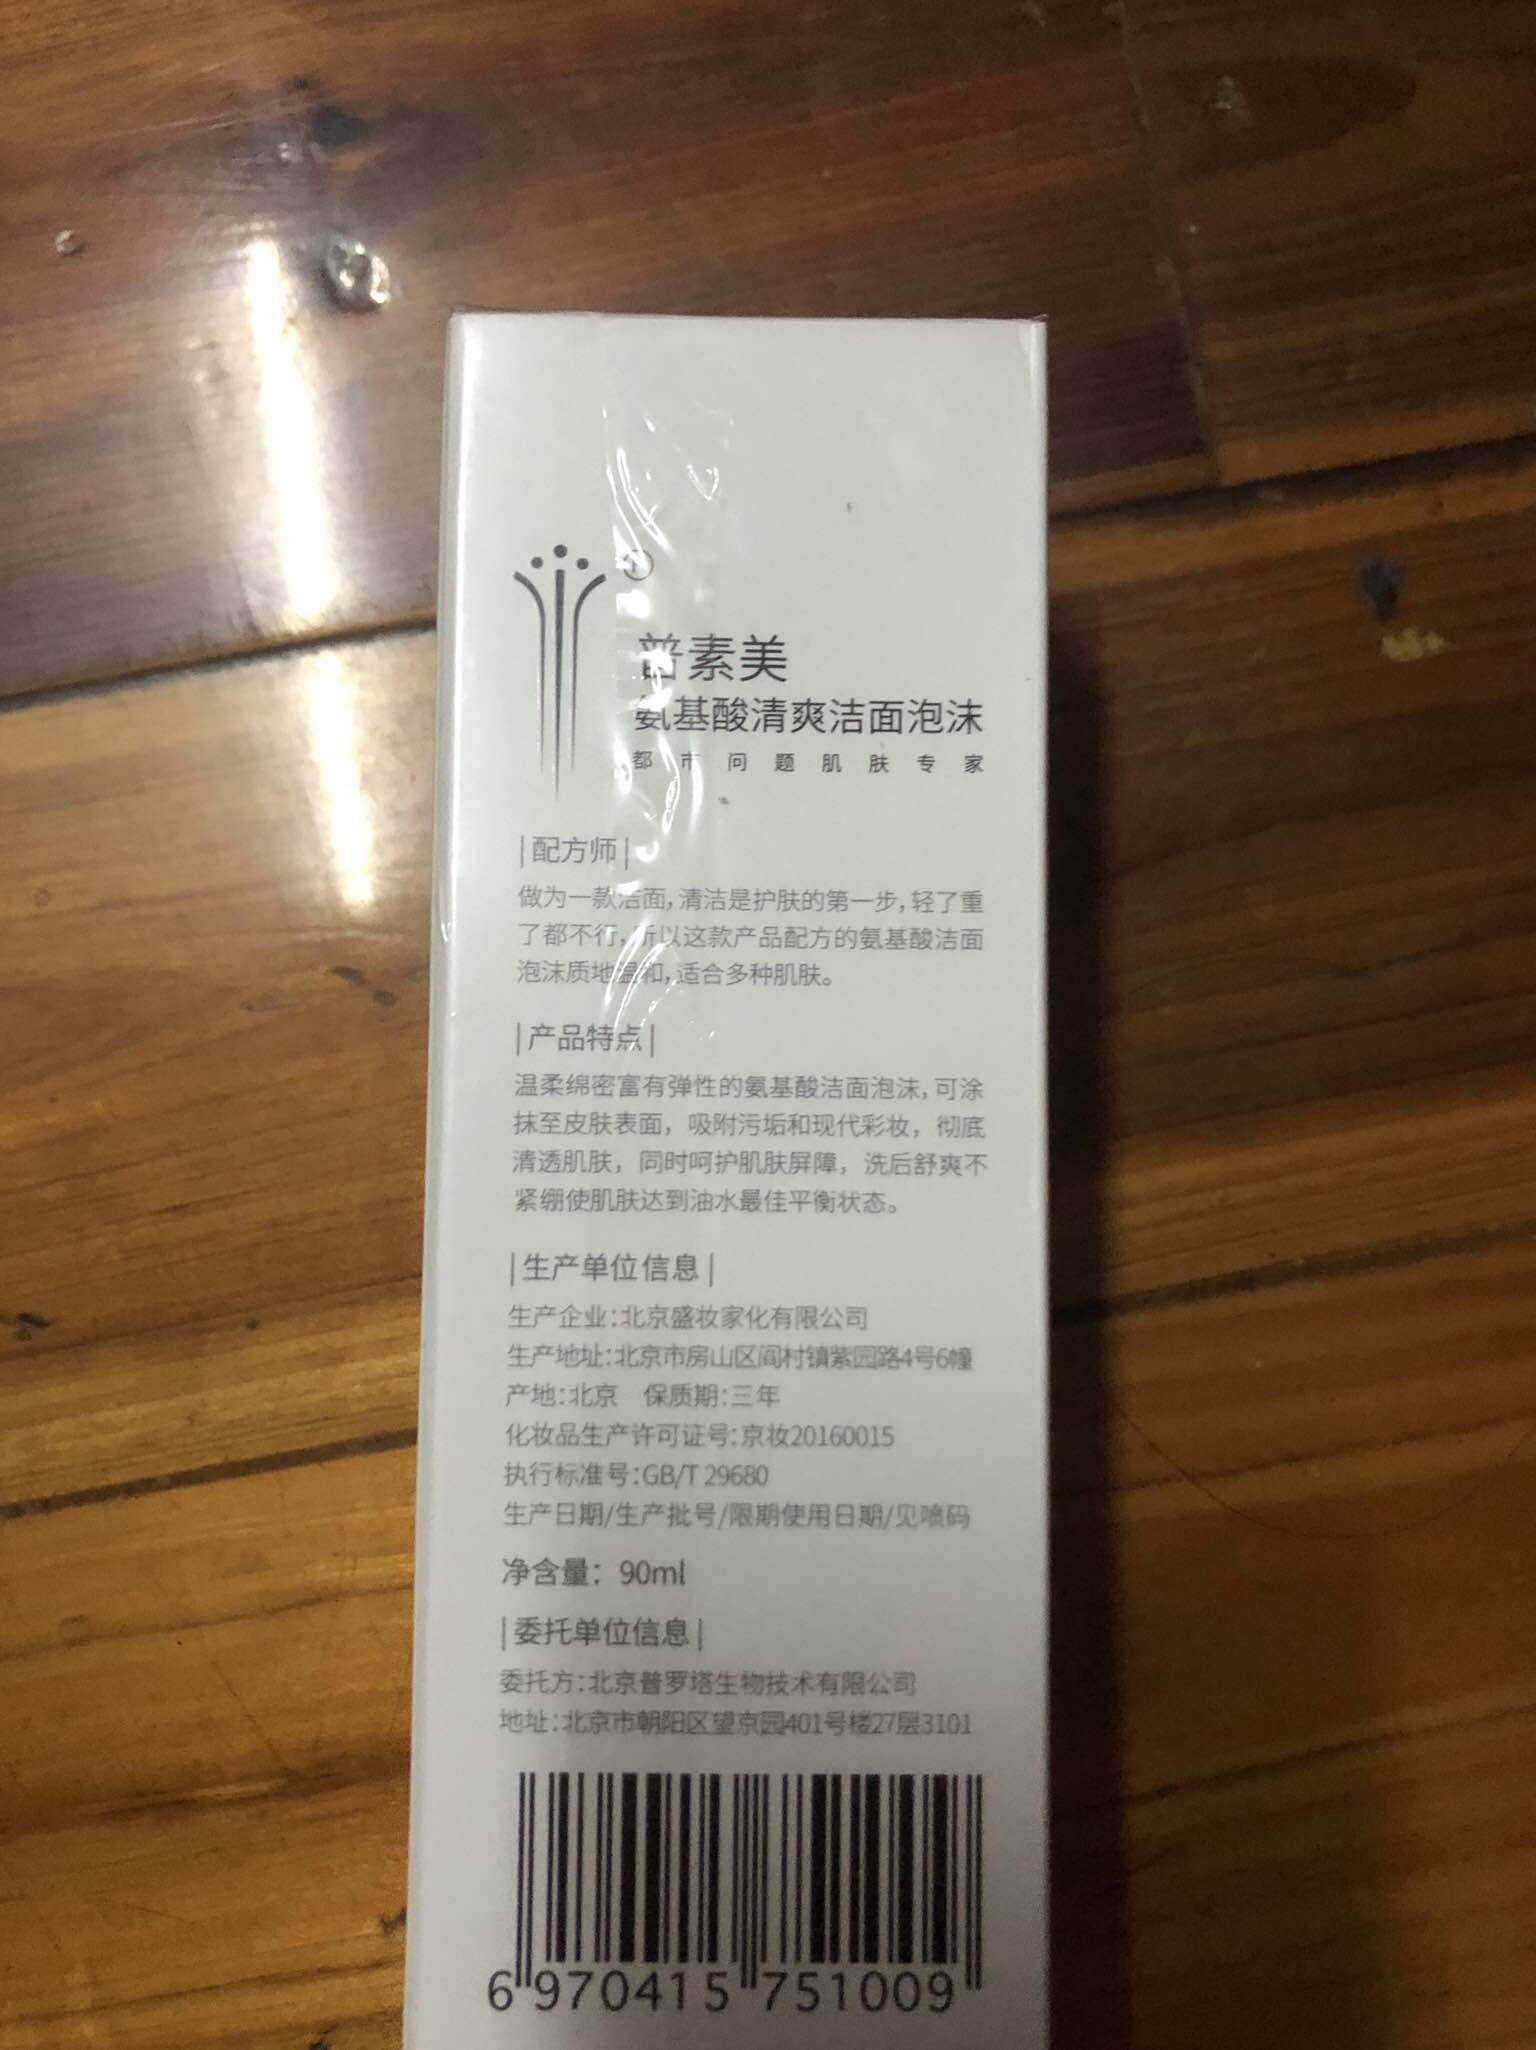 普素美
氨基酸清爽洁面泡沫
都市问题肌肤专家
|配方师|
做为一款洁面,清洁是护肤的第一步,轻了重
了都不行,所以这款产品配方的氨基酸洁面
泡沫质地温和,适合多种肌肤。
|产品特点|
温柔绵密富有弹性的氨基酸洁面泡沫,可涂
抹至皮肤表面，吸附污垢和现代彩妆，彻底
清透肌肤，同时呵护肌肤屏障，洗后舒爽不
紧绷使肌肤达到油水最佳平衡状态。
|生产单位信息|
生产企业:北京盛妆家化有限公司
生产地址:北京市房山区阎村镇紫园路4号6幢
产地:北京 保质期:三年
化妆品生产许可证号:京妆20160015
执行标准号:GB/T 29680
生产日期/生产批号/限期使用日期/见喷码
净含量：90ml
|委托单位信息|
委托方:北京普罗塔生物技术有限公司
地址:北京市朝阳区望京园401号楼27层3101
6 970415 751009